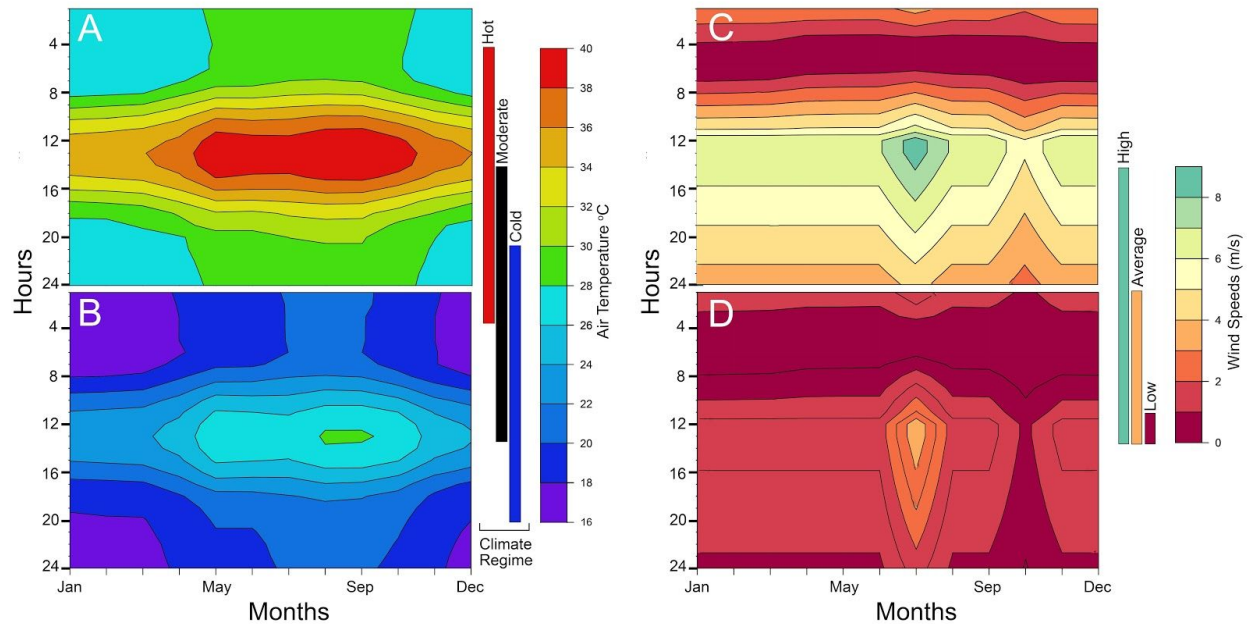 A
B
C
D
4
8
12
16
20
24
Hours
4
8
12
16
20
24
Jan
May
Sep
Dec
Months
Hot
Moderate
Cold
Climate
Regime
40
38
36
34
32
30
28
26
24
22
20
18
16
Air Temperature ºC
4
8
12
16
20
24
Hours
4
8
12
16
20
24
Jan
May
Sep
Dec
Months
High
Average
Low
8
6
4
2
0
Wind Speeds (m/s)